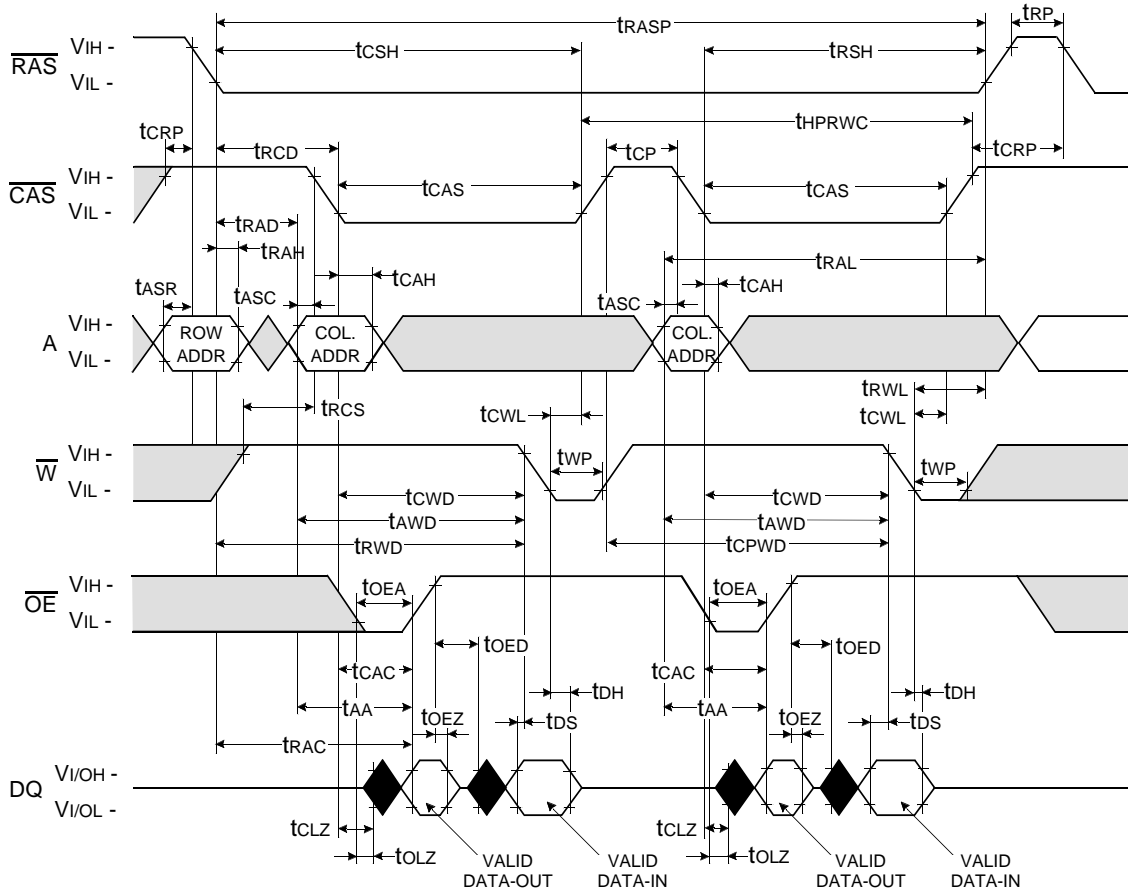 tRASP
tRP
tCSH
tRSH
RAS
VIH -
VIL -
tHPRWC
tCRP
tRCD
tCP
tCRP
CAS
VIH -
VIL -
tCAS
tCAS
tRAD
tRAH
tRAL
tASR
tASC
tCAH
tASC
tCAH
A
VIH -
VIL -
ROW
ADDR
COL.
ADDR
COL.
ADDR
tRCS
tCWL
tRWL
tCWL
W
VIH -
VIL -
tWP
tWP
tCWD
tCWD
tAWD
tAWD
tRWD
tCPWD
OE
VIH -
VIL -
tOEA
tOEA
tOED
tOED
tCAC
tCAC
tDH
tDH
tAA
tOEZ
tDS
tAA
tOEZ
tDS
tRAC
DQ
VI/OH -
VI/OL -
tCLZ
tOLZ
tCLZ
tOLZ
VALID
DATA-OUT
VALID
DATA-IN
VALID
DATA-OUT
VALID
DATA-IN